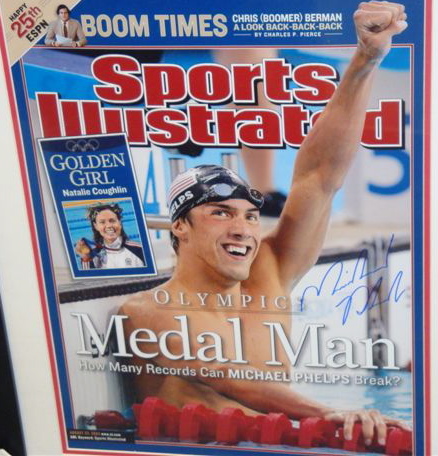 HAPPY
25th
ESPN
BOOM TIMES
CHRIS (BOOMER) BERMAN
A LOOK BACK-BACK-BACK
BY CHARLES P. PIERCE
Sports
Illustrated
GOLDEN
GIRL
Natalie Coughlin
PHELPS
OLYMPICS
Medal Man
How Many Records Can MICHAEL PHELPS Break?